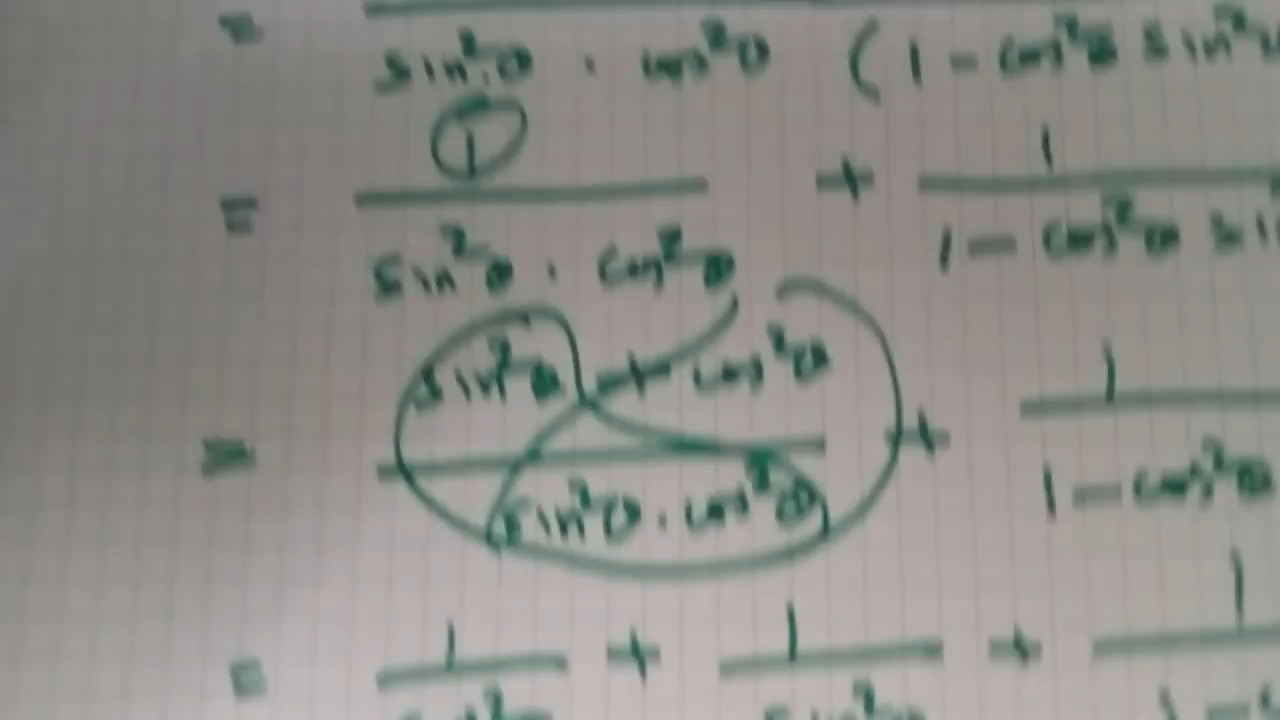 =
sin²θ . cos²θ (1 - cos²θ sin²θ
= 1 + 1
sin²θ . cos²θ 1 - cos²θ si
= sin²θ + cos²θ + 1
sin²θ . cos²θ 1 - cos²θ
= 1 + 1 + 1